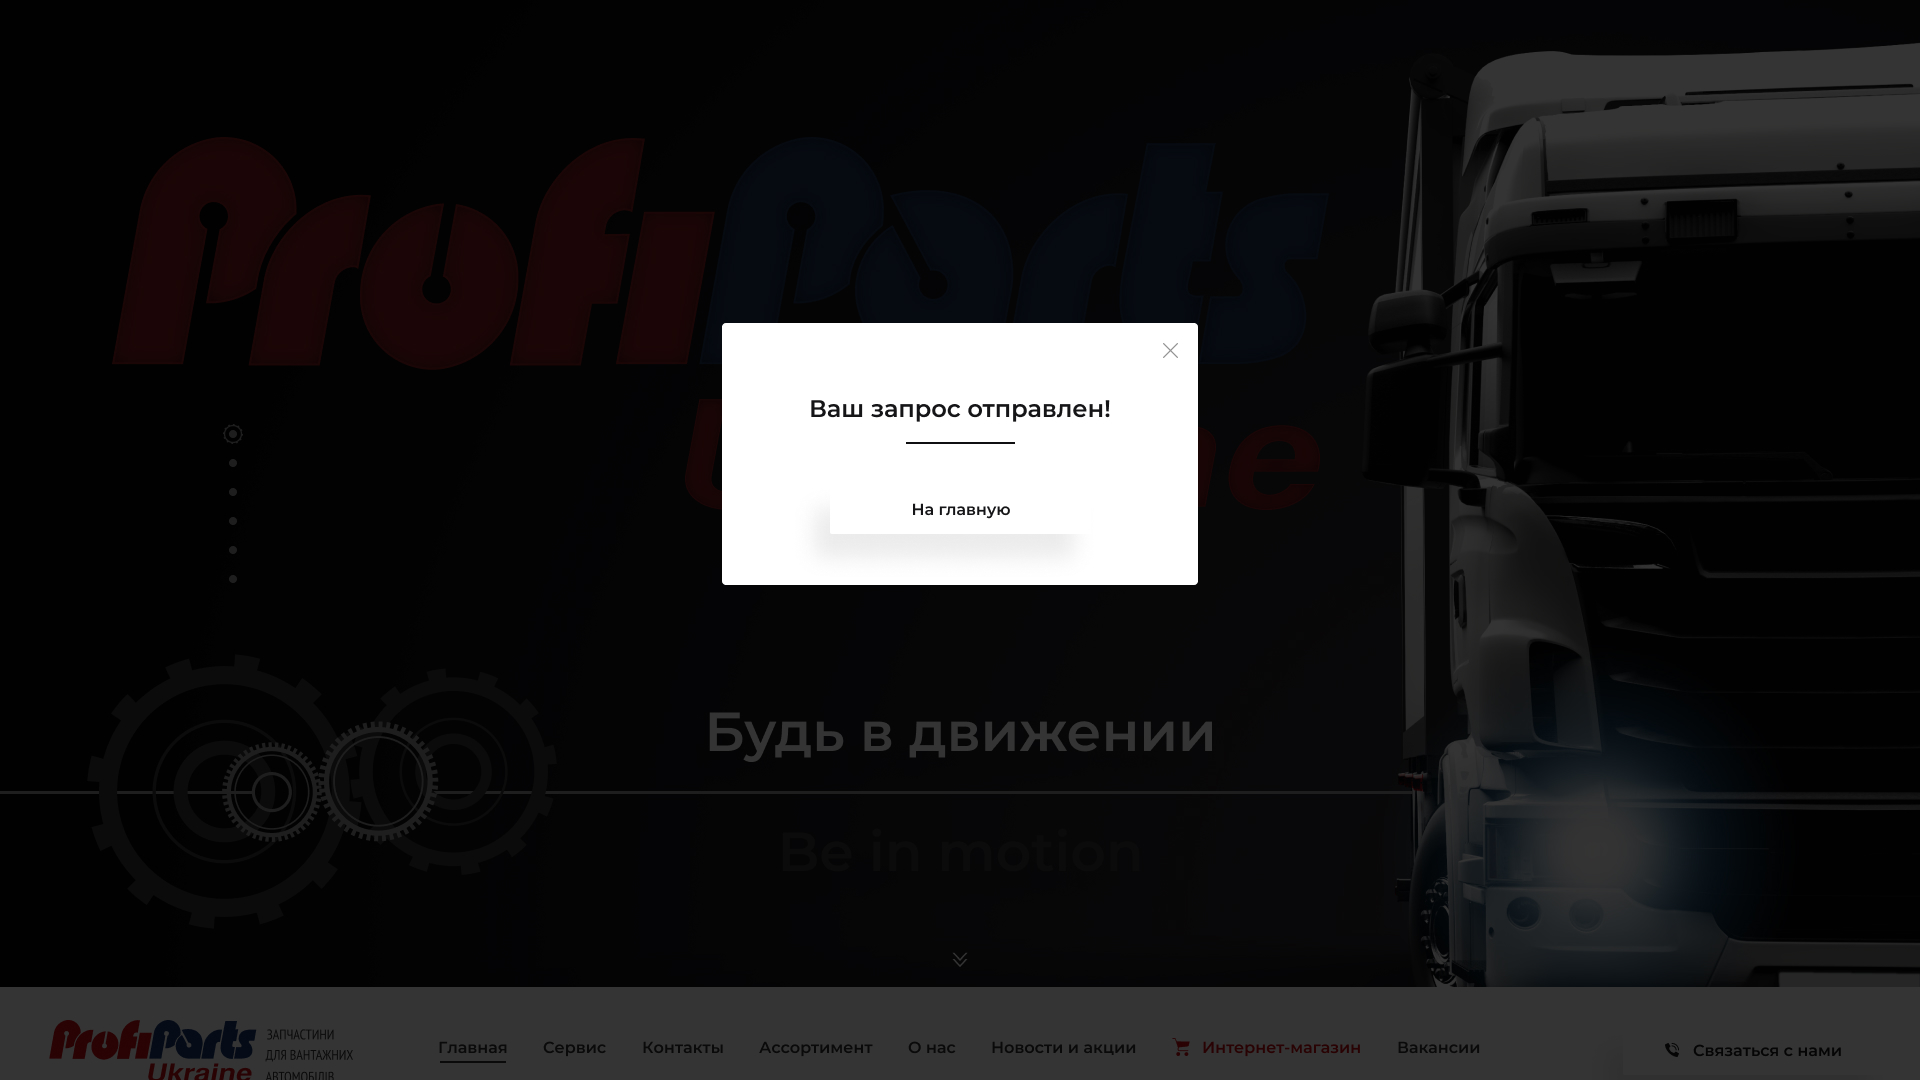 ProfiParts
Ваш запрос отправлен!
На главную
Будь в движении
Be in motion
ProfiParts
Ukraine
ЗАПЧАСТИНИ
ДЛЯ ВАНТАЖНИХ
АВТОМОБІЛІВ
Главная
Сервис
Контакты
Ассортимент
О нас
Новости и акции
Интернет-магазин
Вакансии
Связаться с нами